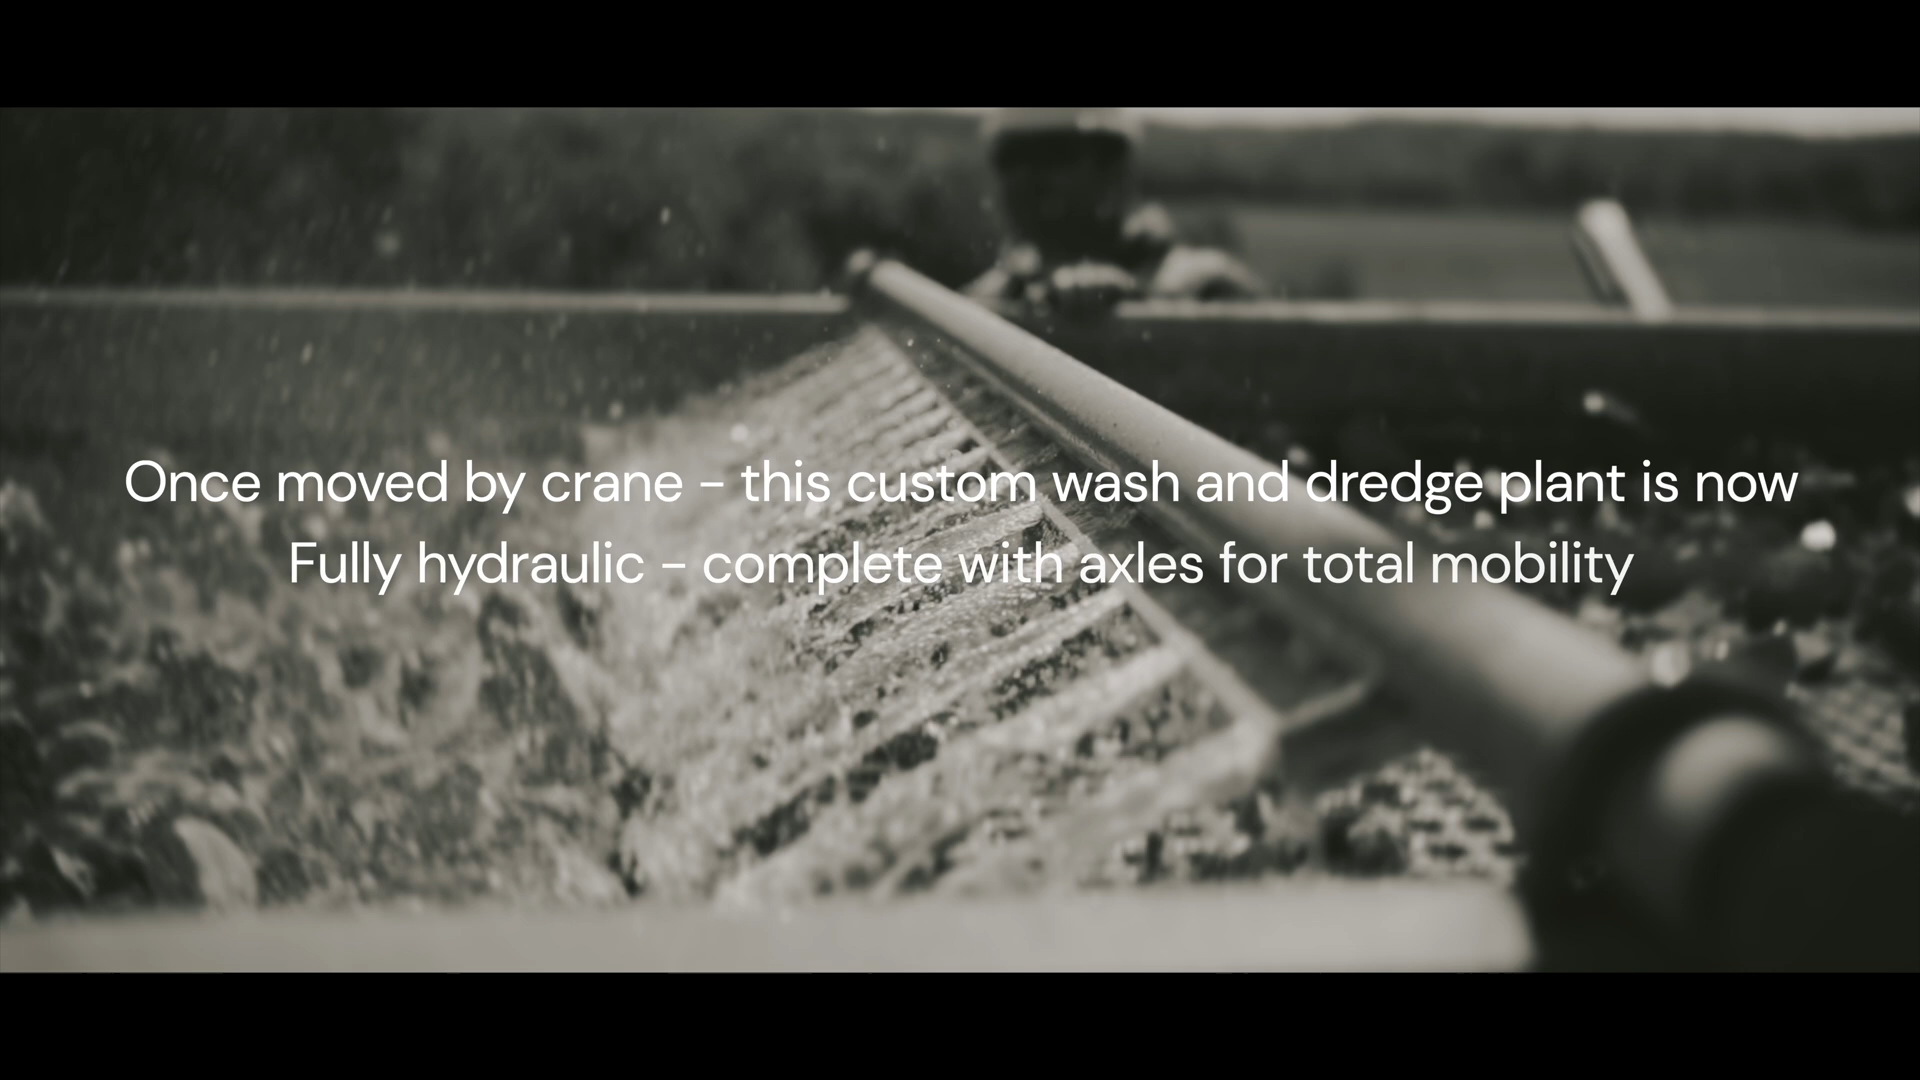 Once moved by crane – this custom wash and dredge plant is now
Fully hydraulic – complete with axles for total mobility